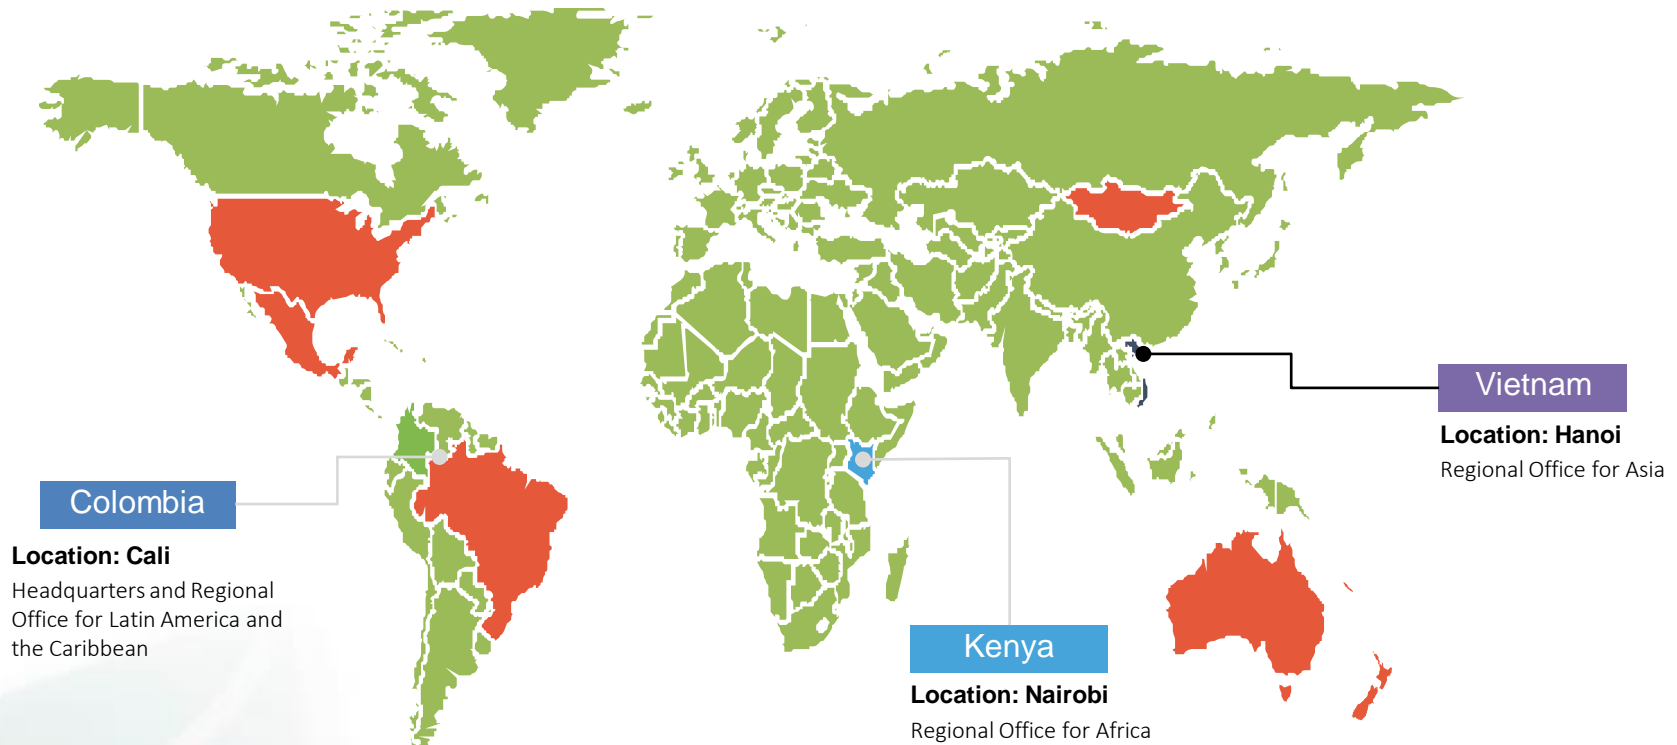 Colombia
Location: Cali
Headquarters and Regional
Office for Latin America and
the Caribbean
Kenya
Location: Nairobi
Regional Office for Africa
Vietnam
Location: Hanoi
Regional Office for Asia